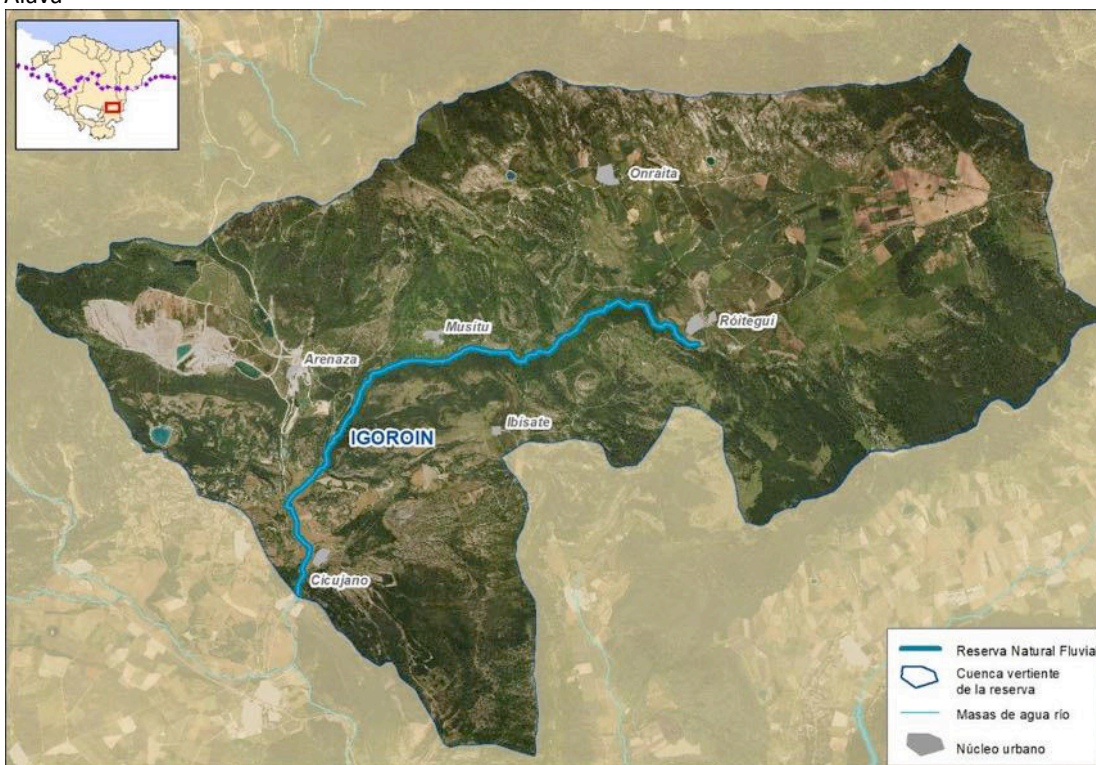 Álava
Onraita
Róitegui
Musitu
Arenaza
Ibisate
IGOROIN
Cicujano
Reserva Natural Fluvial
Cuenca vertiente
de la reserva
Masas de agua río
Núcleo urbano